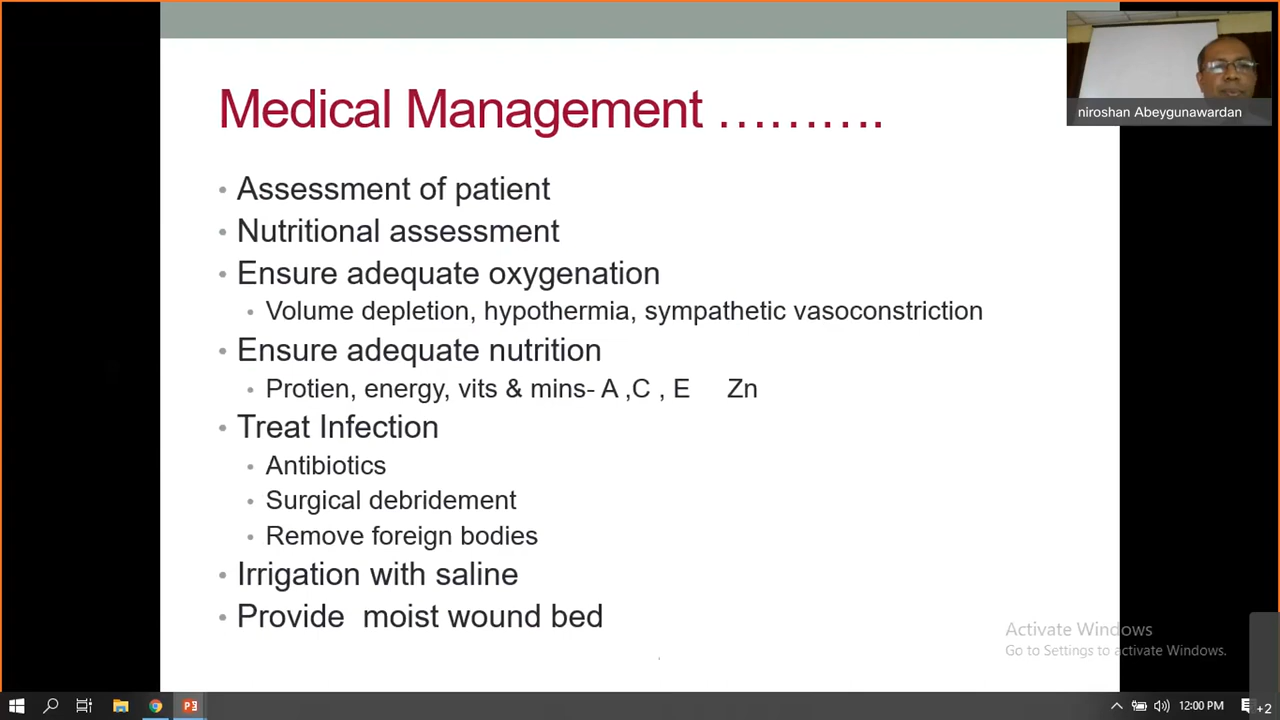 Medical Management ……….
niroshan Abeygunawardan
• Assessment of patient
• Nutritional assessment
• Ensure adequate oxygenation
• Volume depletion, hypothermia, sympathetic vasoconstriction
• Ensure adequate nutrition
• Protien, energy, vits & mins- A ,C , E Zn
• Treat Infection
• Antibiotics
• Surgical debridement
• Remove foreign bodies
• Irrigation with saline
• Provide moist wound bed
Activate Windows
Go to Settings to activate Windows.
12:00 PM
+2